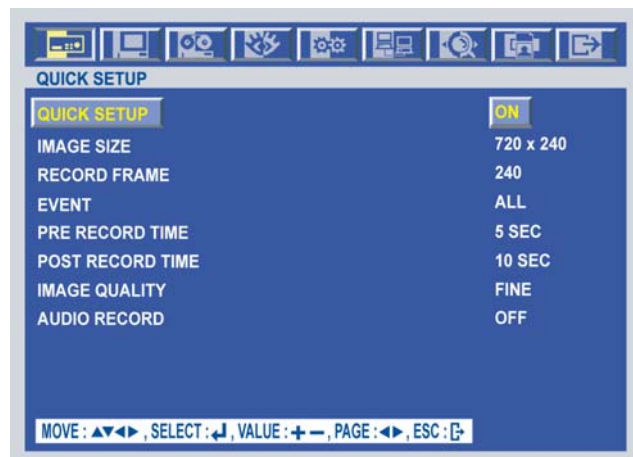 QUICK SETUP
QUICK SETUP ON
IMAGE SIZE 720 x 240
RECORD FRAME 240
EVENT ALL
PRE RECORD TIME 5 SEC
POST RECORD TIME 10 SEC
IMAGE QUALITY FINE
AUDIO RECORD OFF
MOVE : ▲▼◀▶ , SELECT : ↵ , VALUE : + − , PAGE : ◀▶ , ESC :